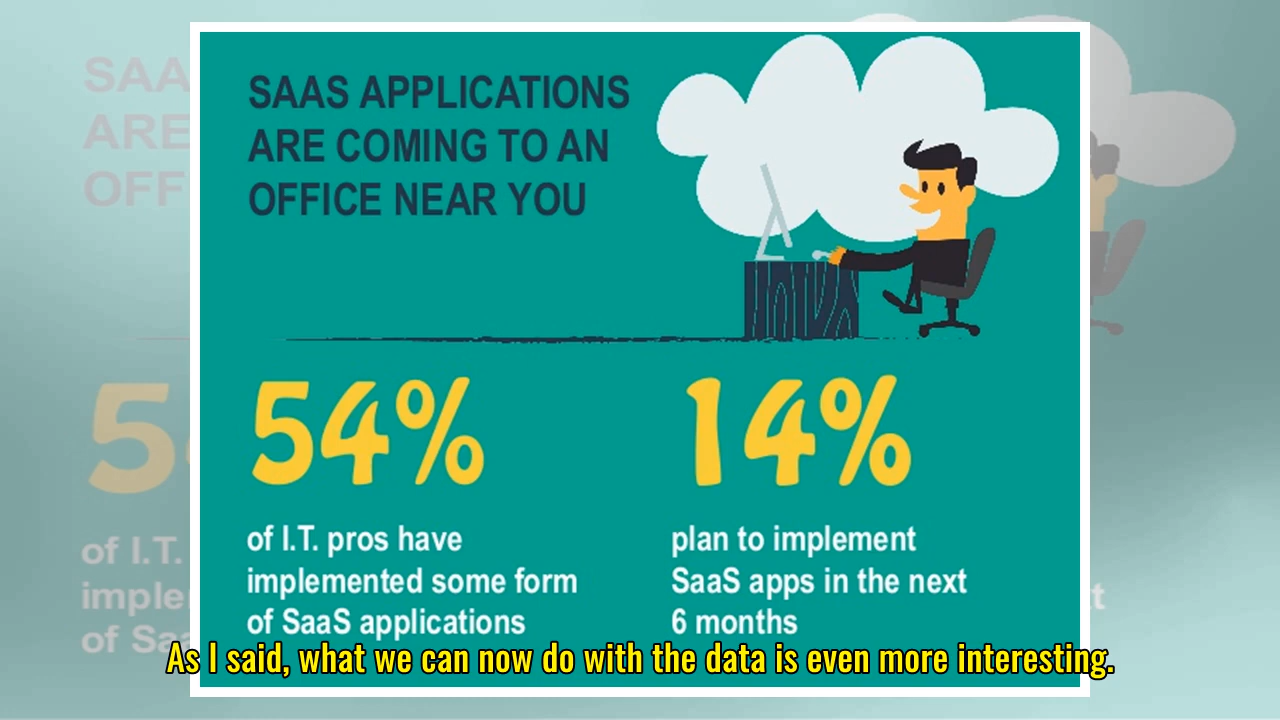 SAAS APPLICATIONS
ARE COMING TO AN
OFFICE NEAR YOU
54%
of I.T. pros have
implemented some form
of SaaS applications
14%
plan to implement
SaaS apps in the next
6 months
As I said, what we can now do with the data is even more interesting.